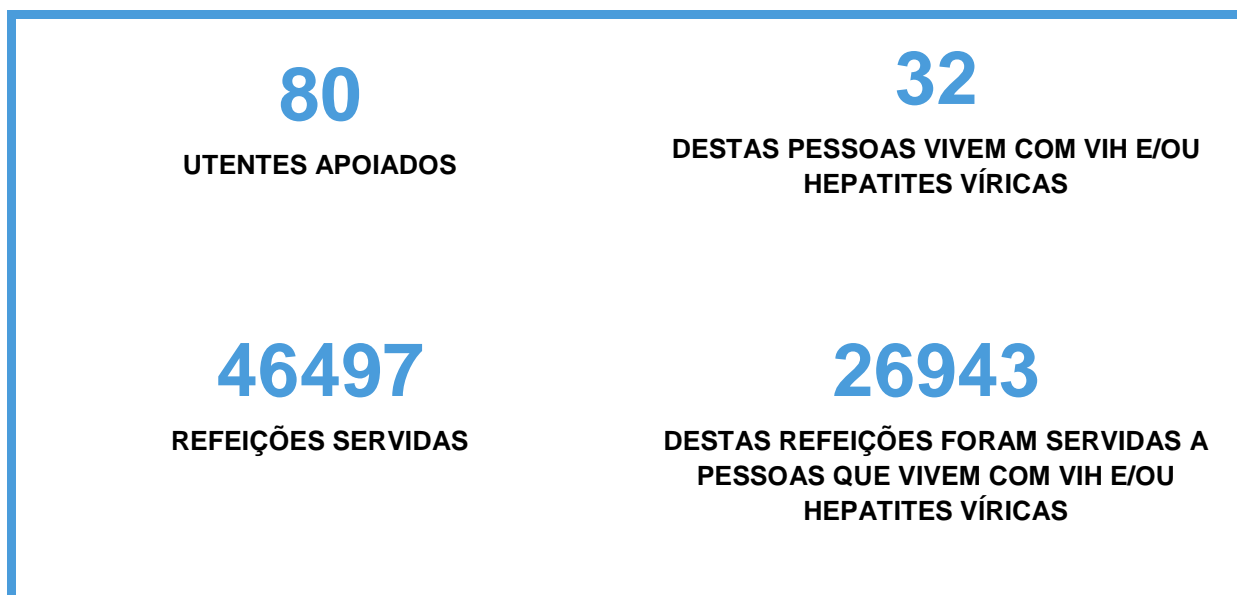 80
UTENTES APOIADOS
32
DESTAS PESSOAS VIVEM COM VIH E/OU
HEPATITES VÍRICAS
46497
REFEIÇÕES SERVIDAS
26943
DESTAS REFEIÇÕES FORAM SERVIDAS A
PESSOAS QUE VIVEM COM VIH E/OU
HEPATITES VÍRICAS